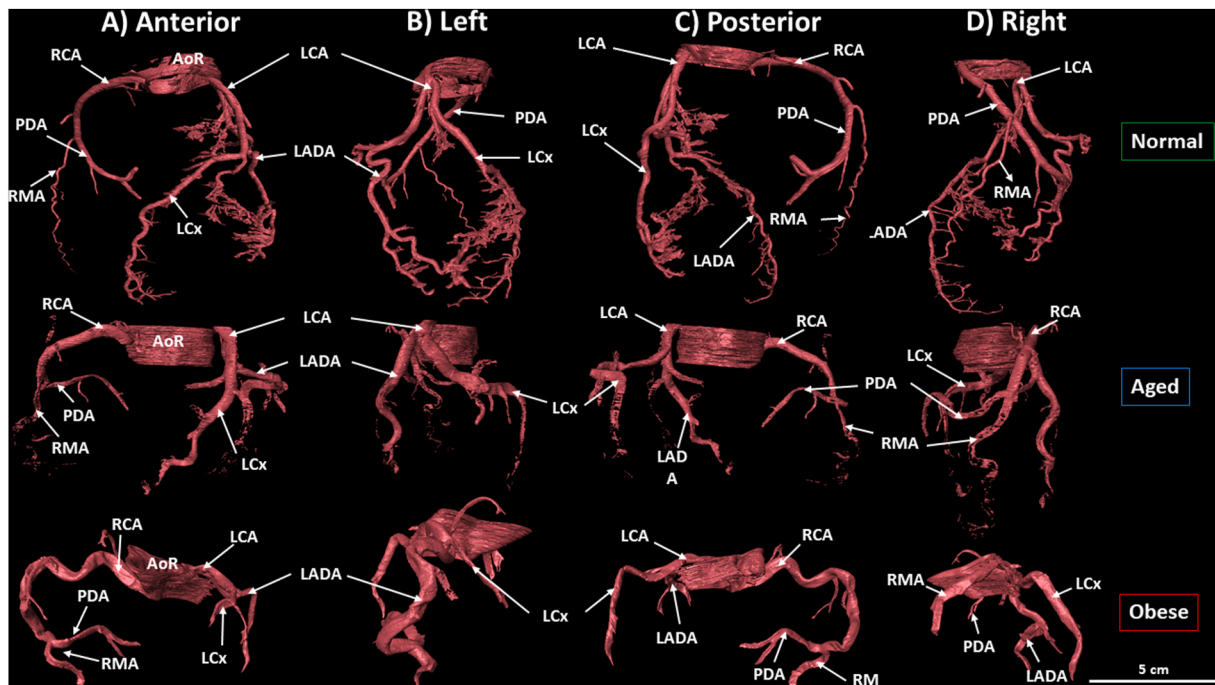 A) Anterior
B) Left
C) Posterior
D) Right
RCA
AoR
LCA
PDA
LADA
RMA
LCx
PDA
LCx
LCA
RCA
LCx
PDA
LADA
RMA
LCA
PDA
RMA
LADA
Normal
RCA
AoR
LCA
LADA
PDA
RMA
LCx
LCx
LCA
RCA
PDA
LAD
A
RMA
RCA
LCx
Aged
RCA
AoR
LCA
LADA
PDA
RMA
LCx
LCx
LCA
RCA
LADA
PDA
RM
RMA
LCx
PDA
LADA
Obese
5 cm